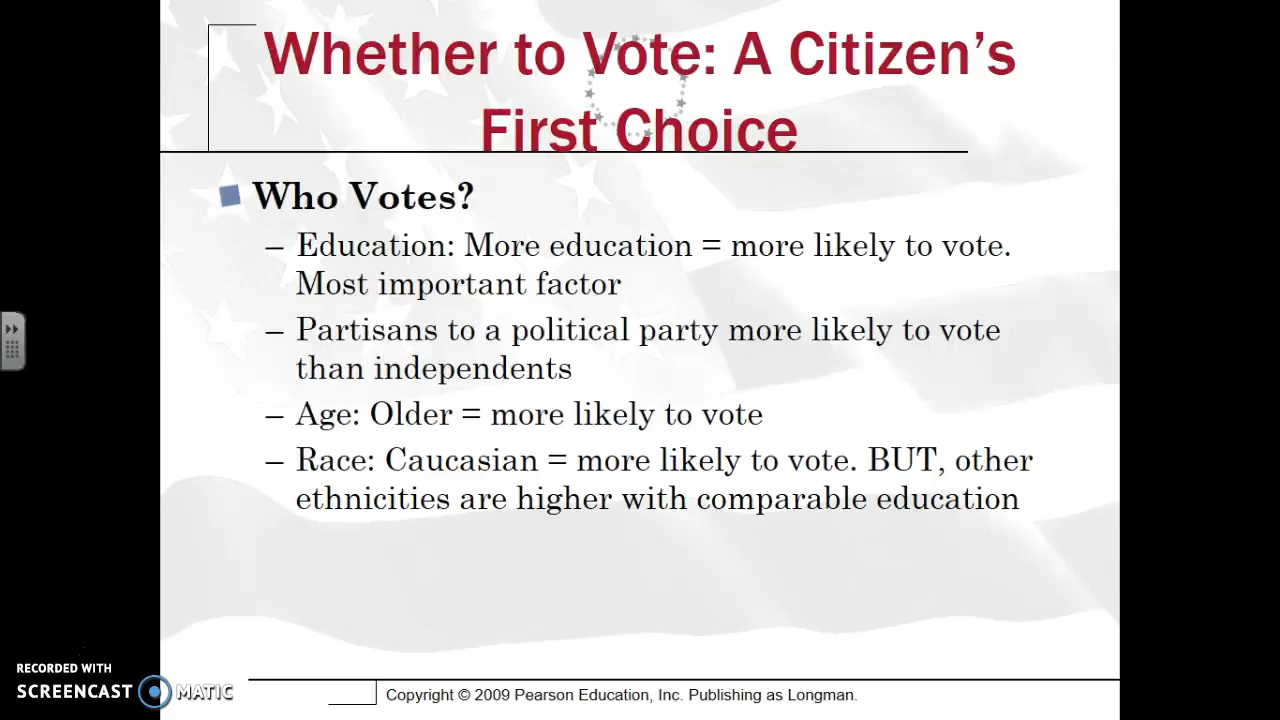 Whether to Vote: A Citizen’s
First Choice
Who Votes?
– Education: More education = more likely to vote.
Most important factor
– Partisans to a political party more likely to vote
than independents
– Age: Older = more likely to vote
– Race: Caucasian = more likely to vote. BUT, other
ethnicities are higher with comparable education
RECORDED WITH
SCREENCAST MATIC
Copyright © 2009 Pearson Education, Inc. Publishing as Longman.